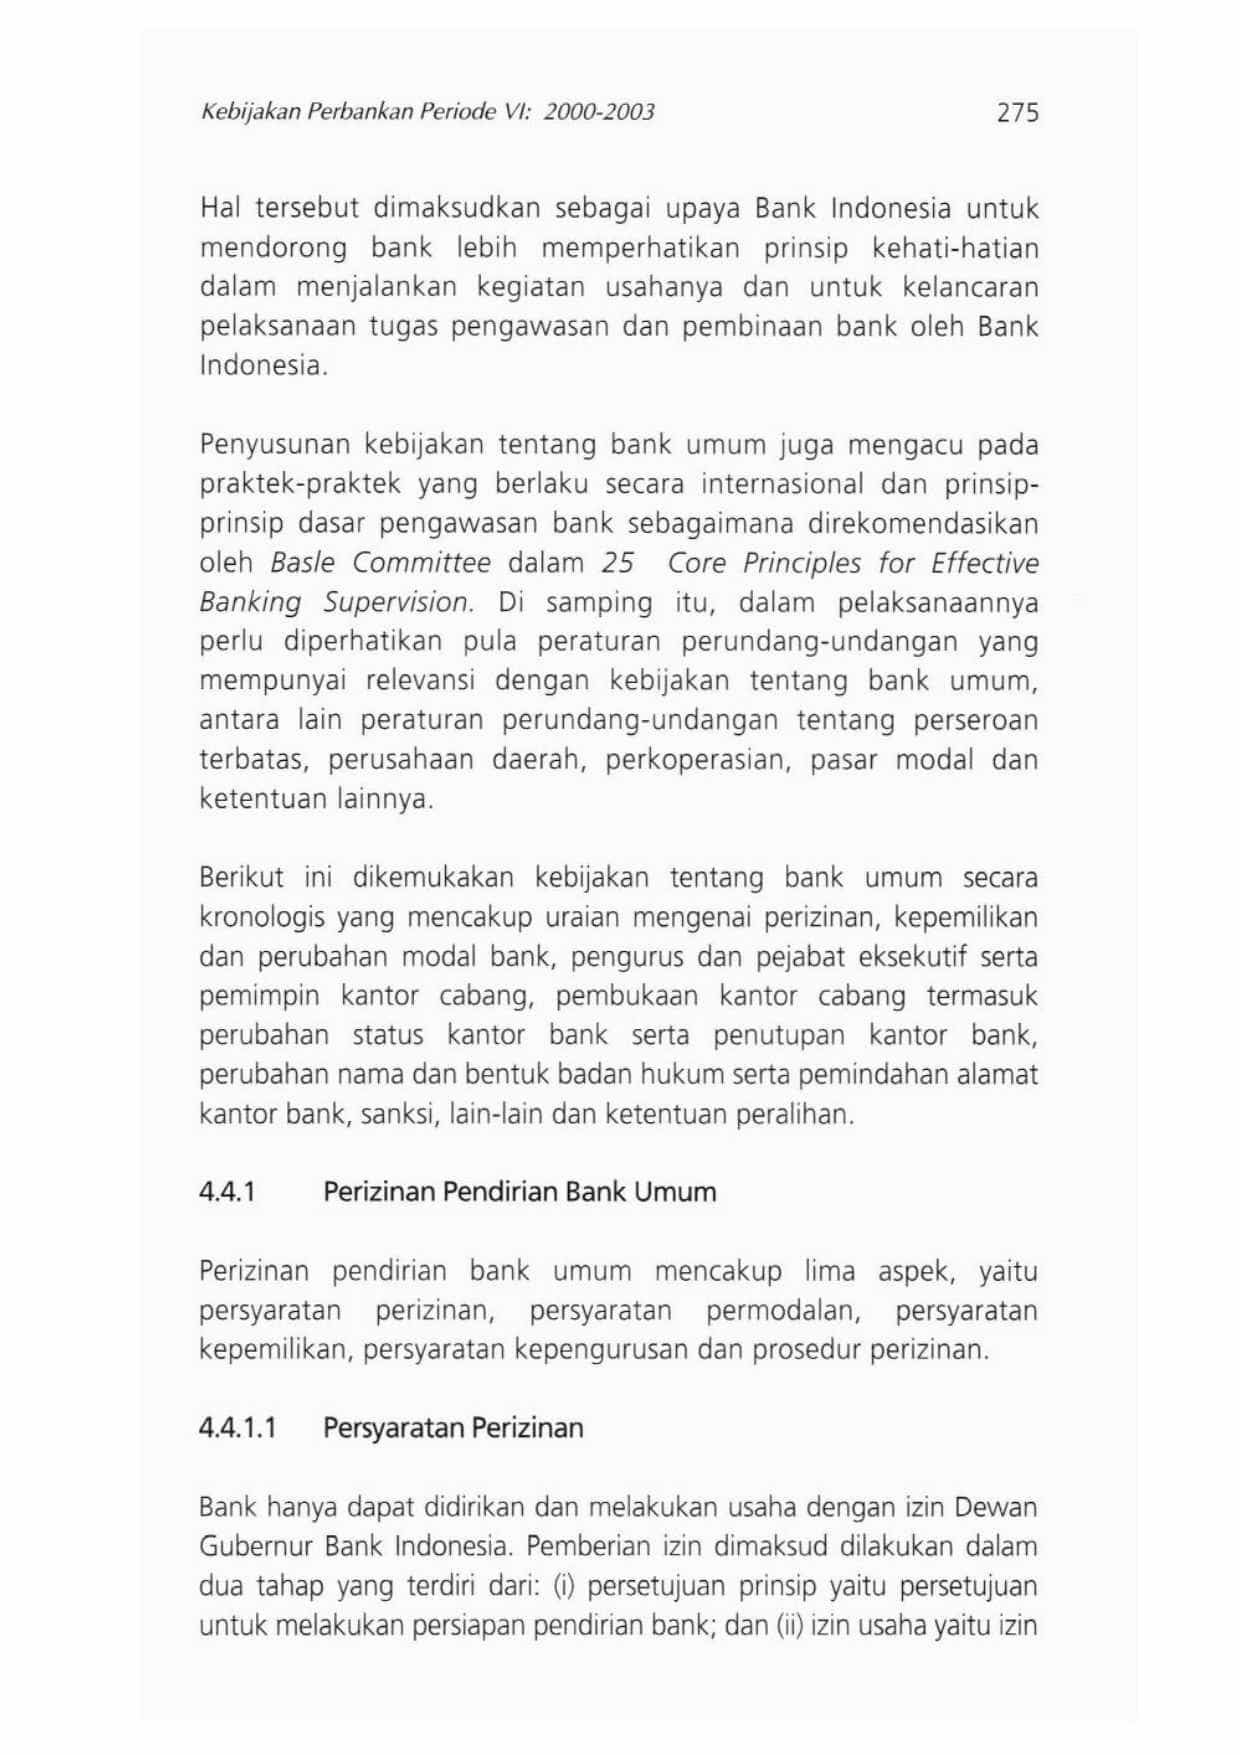 Kebijakan Perbankan Periode VI: 2000-2003 275
Hal tersebut dimaksudkan sebagai upaya Bank Indonesia untuk
mendorong bank lebih memperhatikan prinsip kehati-hatian
dalam menjalankan kegiatan usahanya dan untuk kelancaran
pelaksanaan tugas pengawasan dan pembinaan bank oleh Bank
Indonesia.
Penyusunan kebijakan tentang bank umum juga mengacu pada
praktek-praktek yang berlaku secara internasional dan prinsip-
prinsip dasar pengawasan bank sebagaimana direkomendasikan
oleh Basle Committee dalam 25 Core Principles for Effective
Banking Supervision. Di samping itu, dalam pelaksanaannya
perlu diperhatikan pula peraturan perundang-undangan yang
mempunyai relevansi dengan kebijakan tentang bank umum,
antara lain peraturan perundang-undangan tentang perseroan
terbatas, perusahaan daerah, perkoperasian, pasar modal dan
ketentuan lainnya.
Berikut ini dikemukakan kebijakan tentang bank umum secara
kronologis yang mencakup uraian mengenai perizinan, kepemilikan
dan perubahan modal bank, pengurus dan pejabat eksekutif serta
pemimpin kantor cabang, pembukaan kantor cabang termasuk
perubahan status kantor bank serta penutupan kantor bank,
perubahan nama dan bentuk badan hukum serta pemindahan alamat
kantor bank, sanksi, lain-lain dan ketentuan peralihan.
4.4.1 Perizinan Pendirian Bank Umum
Perizinan pendirian bank umum mencakup lima aspek, yaitu
persyaratan perizinan, persyaratan permodalan, persyaratan
kepemilikan, persyaratan kepengurusan dan prosedur perizinan.
4.4.1.1 Persyaratan Perizinan
Bank hanya dapat didirikan dan melakukan usaha dengan izin Dewan
Gubernur Bank Indonesia. Pemberian izin dimaksud dilakukan dalam
dua tahap yang terdiri dari: (i) persetujuan prinsip yaitu persetujuan
untuk melakukan persiapan pendirian bank; dan (ii) izin usaha yaitu izin